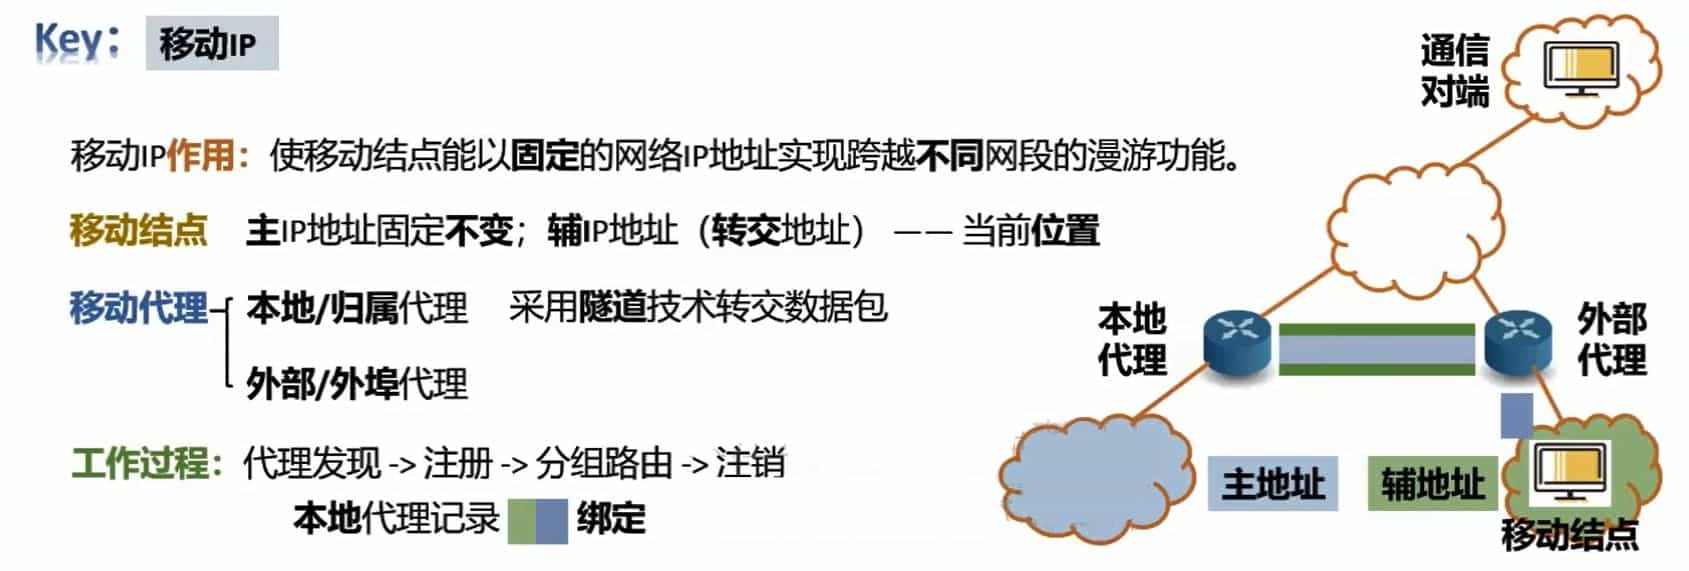 Key： 移动IP
移动IP作用：使移动结点能以固定的网络IP地址实现跨越不同网段的漫游功能。
移动结点 主IP地址固定不变；辅IP地址（转交地址） —— 当前位置
移动代理 本地/归属代理 采用隧道技术转交数据包
外部/外埠代理
工作过程：代理发现 -> 注册 -> 分组路由 -> 注销
本地代理记录 绑定
通信
对端
本地
代理
外部
代理
主地址
辅地址
移动结点